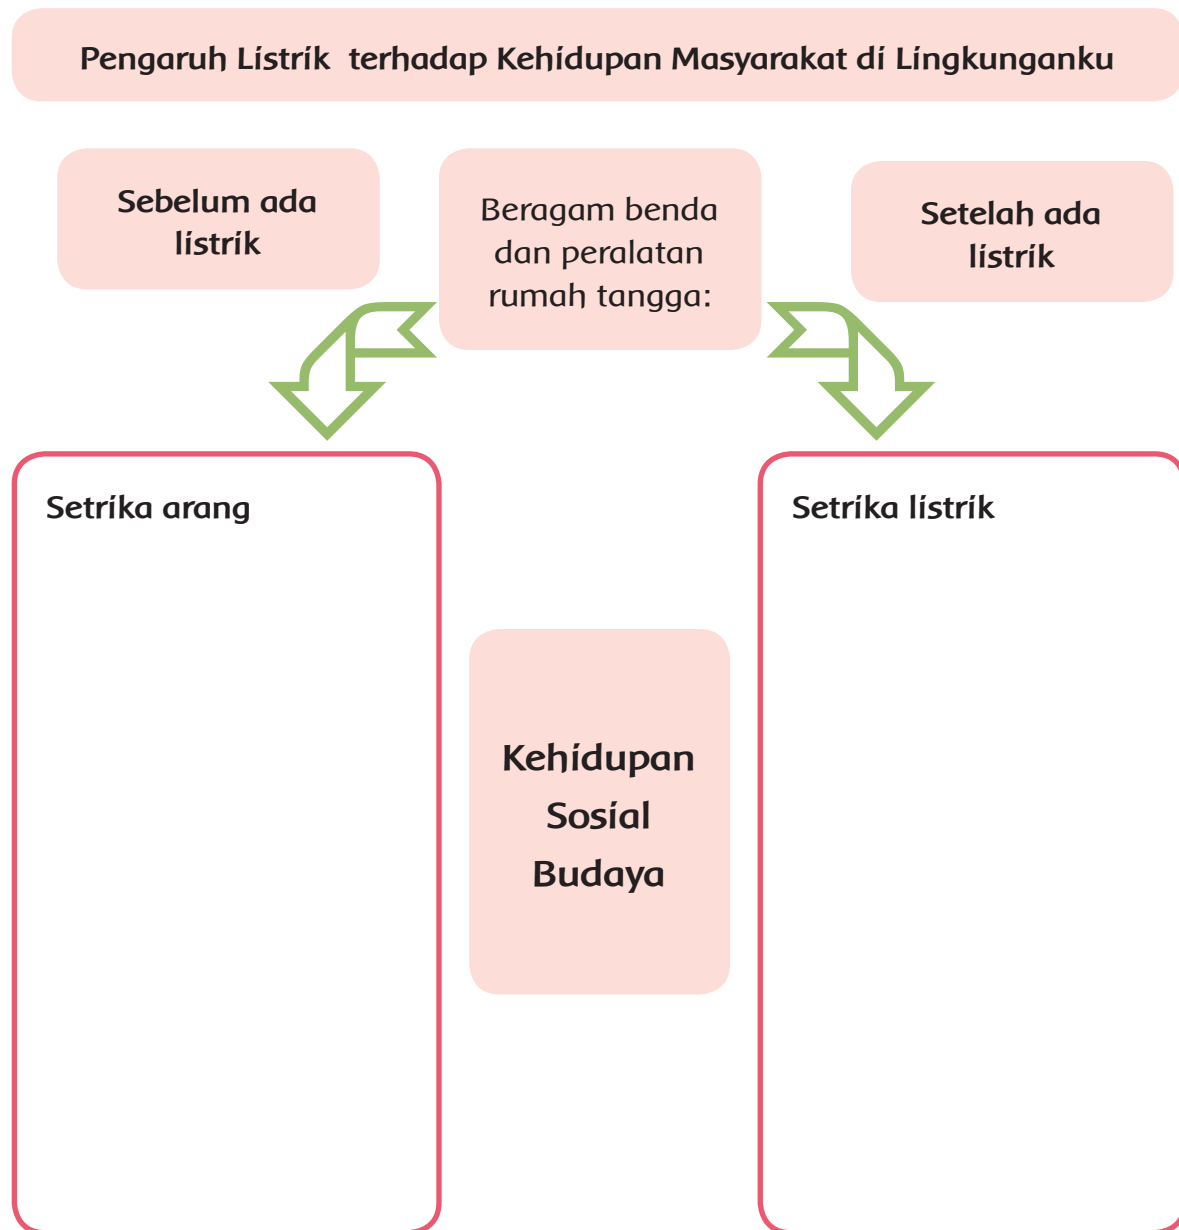 Pengaruh Listrik terhadap Kehidupan Masyarakat di Lingkunganku
Sebelum ada
listrik
Beragam benda
dan peralatan
rumah tangga:
Setelah ada
listrik
Setrika arang
Setrika listrik
Kehidupan
Sosial
Budaya